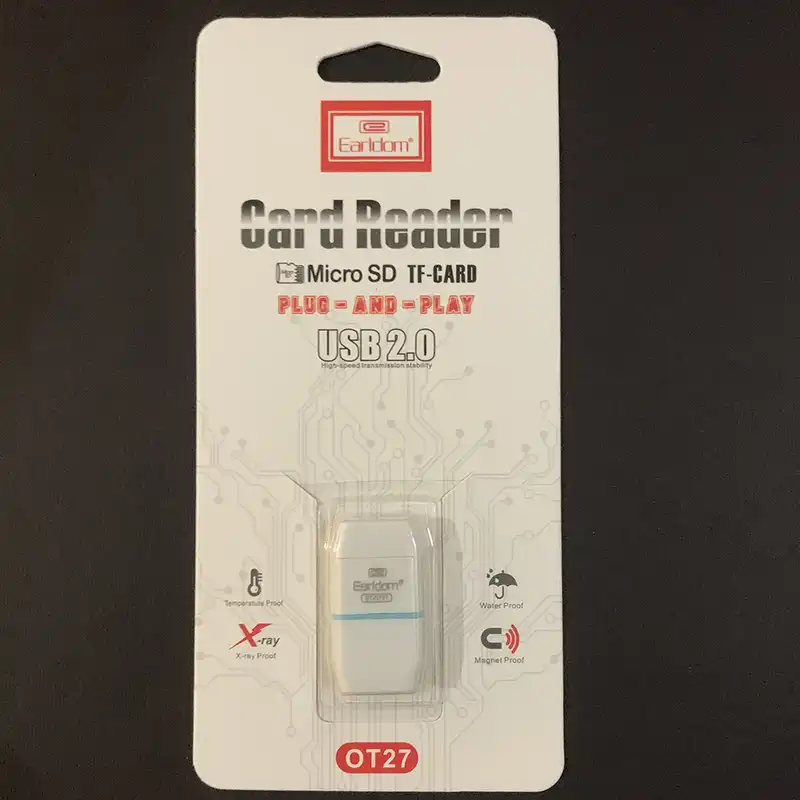 Earldom®
Card Reader
Micro SD TF-CARD
PLUG-AND-PLAY
USB 2.0
High-speed transmission stability
Earldom®
Temperature Proof
Water Proof
X-ray
X-ray Proof
Magnet Proof
OT27